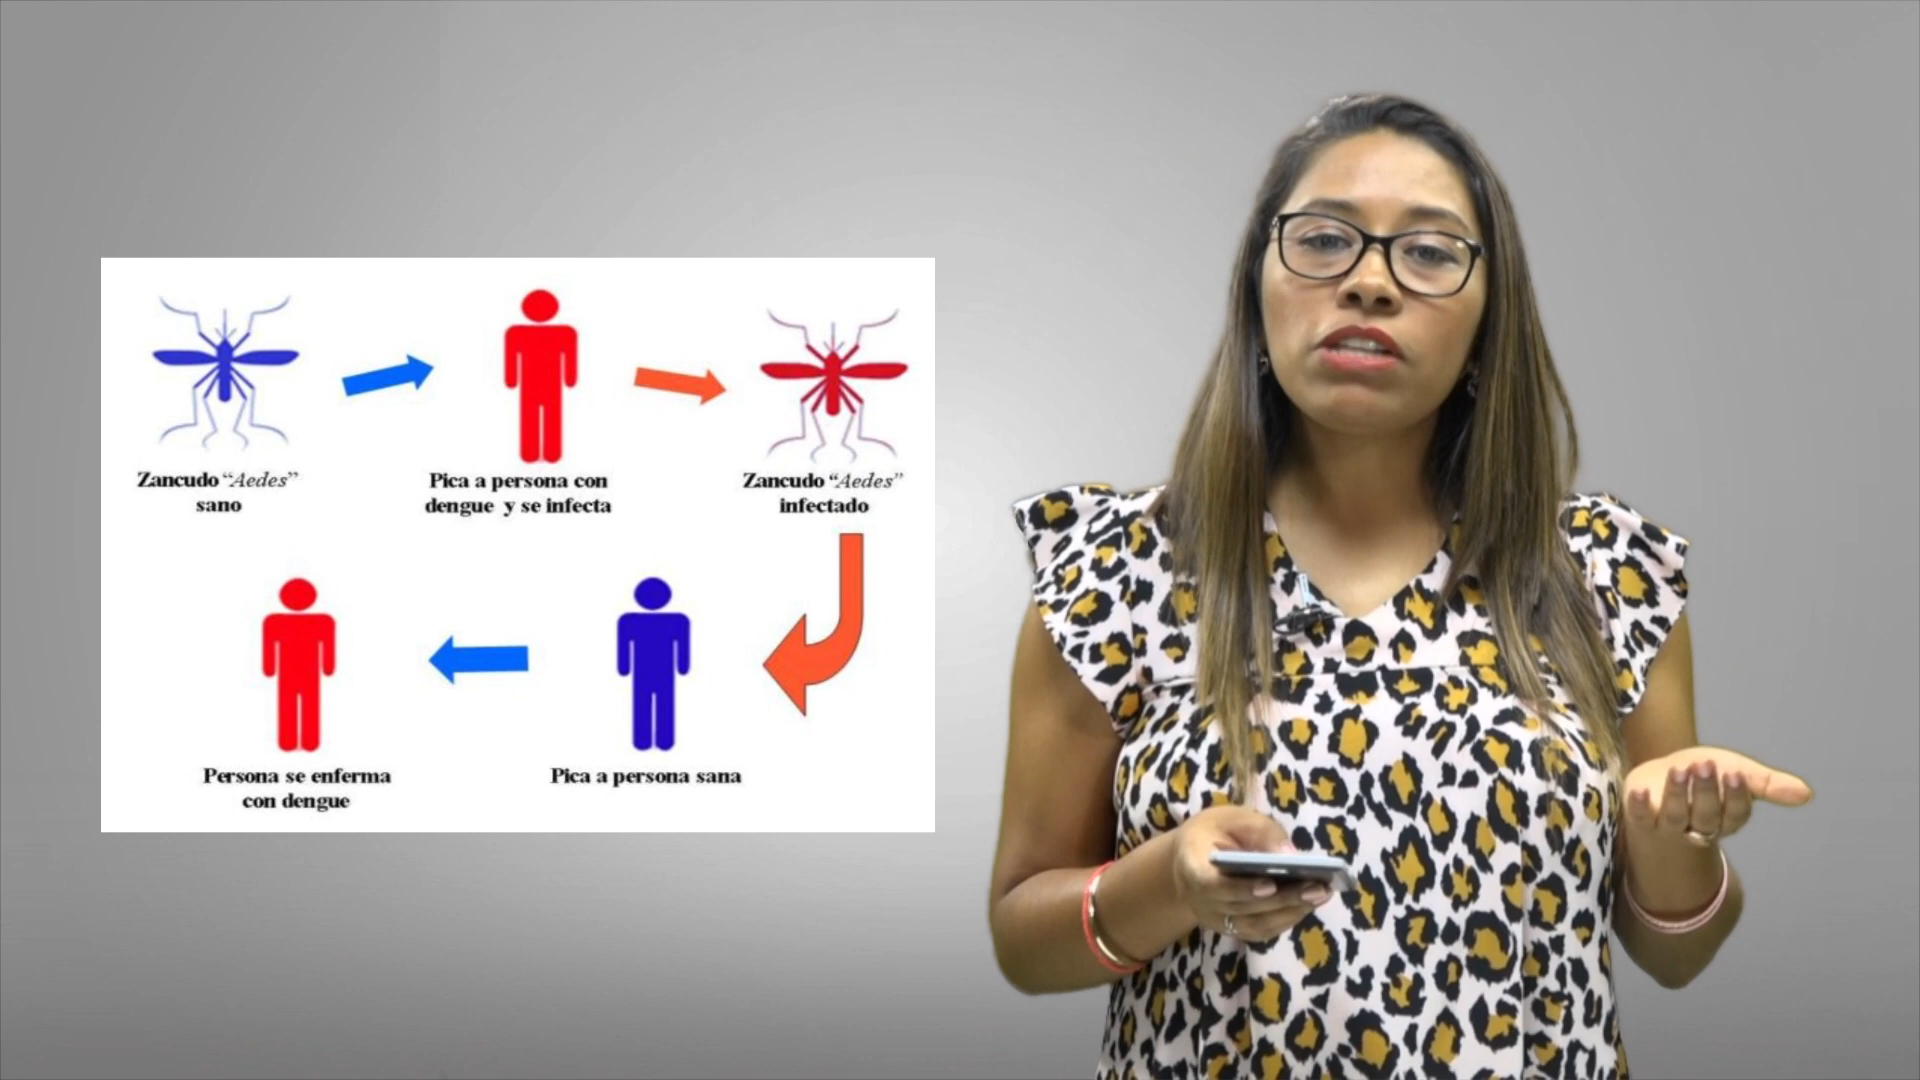 Zancudo “Aedes”
sano
Pica a persona con
dengue y se infecta
Zancudo “Aedes”
infectado
Persona se enferma
con dengue
Pica a persona sana